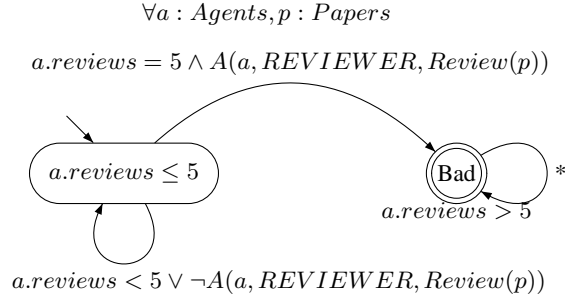 ∀a : Agents, p : Papers
a.reviews = 5 ∧ A(a, REVIEWER, Review(p))
a.reviews ≤ 5
Bad
*
a.reviews > 5
a.reviews < 5 ∨ ¬A(a, REVIEWER, Review(p))